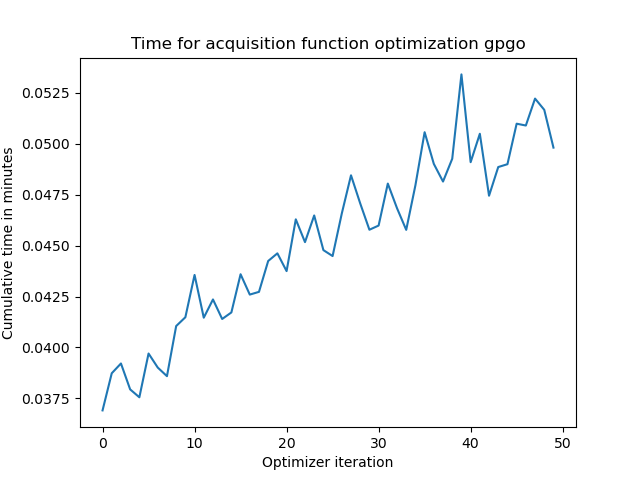 Time for acquisition function optimization gpgo
Cumulative time in minutes
0.0525
0.0500
0.0475
0.0450
0.0425
0.0400
0.0375
0 10 20 30 40 50
Optimizer iteration